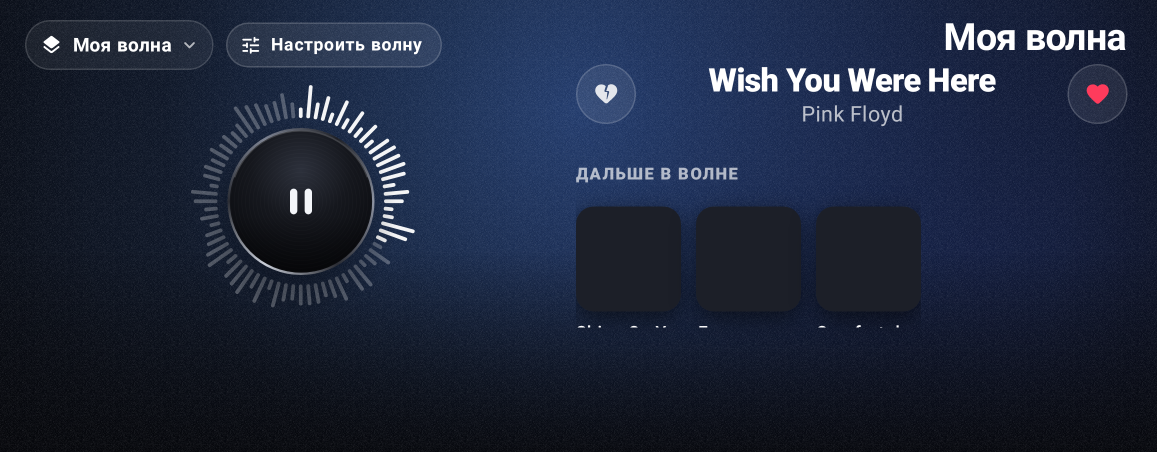 Моя волна
Настроить волну
Моя волна
Wish You Were Here
Pink Floyd
ДАЛЬШЕ В ВОЛНЕ